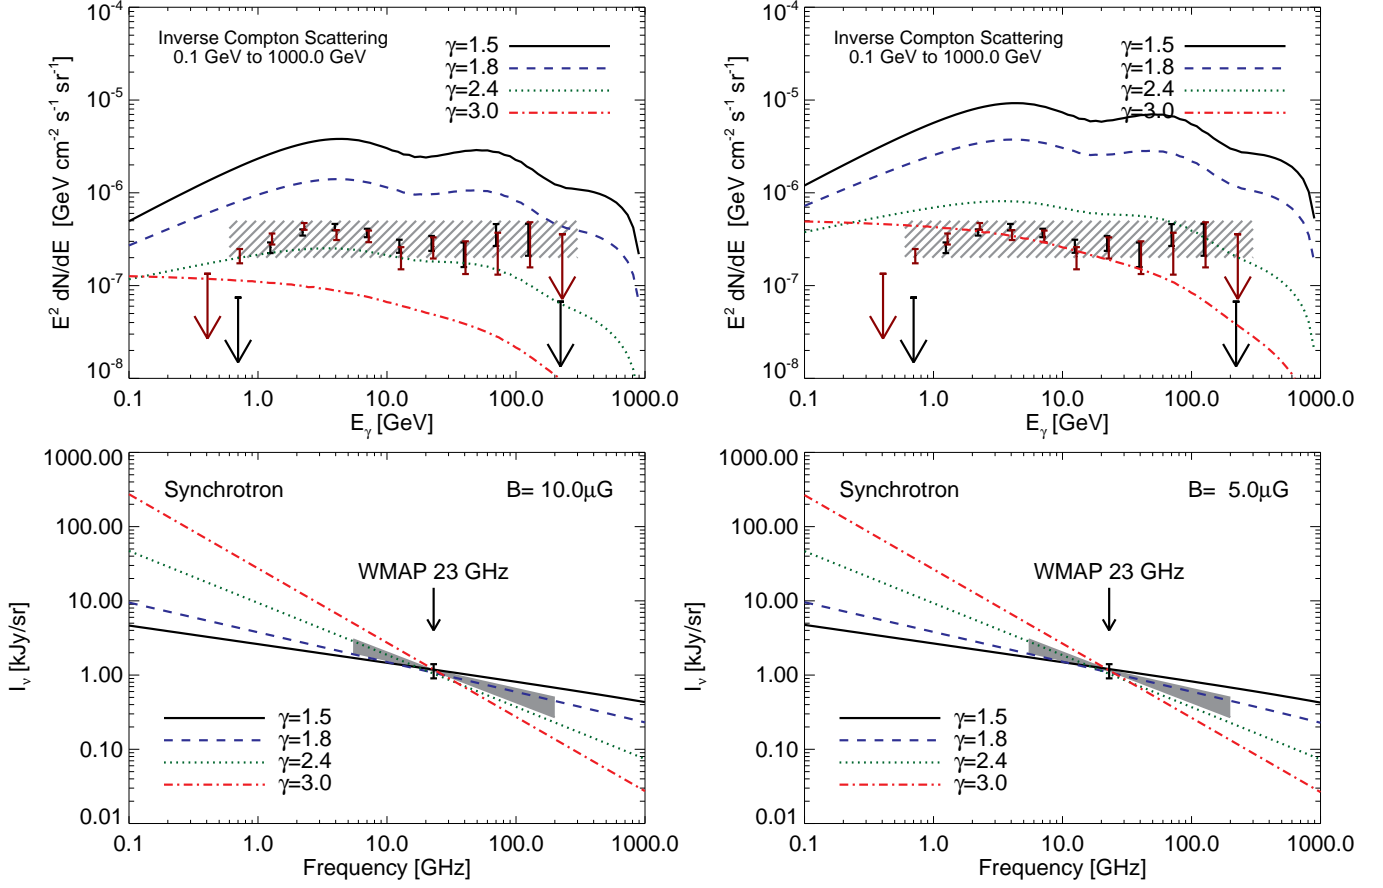 10⁻⁴
10⁻⁵
10⁻⁶
10⁻⁷
10⁻⁸
E² dN/dE [GeV cm⁻² s⁻¹ sr⁻¹]
Inverse Compton Scattering
0.1 GeV to 1000.0 GeV
γ=1.5
γ=1.8
γ=2.4
γ=3.0
0.1 1.0 10.0 100.0 1000.0
E_γ [GeV]
10⁻⁴
10⁻⁵
10⁻⁶
10⁻⁷
10⁻⁸
E² dN/dE [GeV cm⁻² s⁻¹ sr⁻¹]
Inverse Compton Scattering
0.1 GeV to 1000.0 GeV
γ=1.5
γ=1.8
γ=2.4
γ=3.0
0.1 1.0 10.0 100.0 1000.0
E_γ [GeV]
1000.00
100.00
10.00
1.00
0.10
0.01
I_ν [kJy/sr]
Synchrotron B= 10.0μG
WMAP 23 GHz
γ=1.5
γ=1.8
γ=2.4
γ=3.0
0.1 1.0 10.0 100.0 1000.0
Frequency [GHz]
1000.00
100.00
10.00
1.00
0.10
0.01
I_ν [kJy/sr]
Synchrotron B= 5.0μG
WMAP 23 GHz
γ=1.5
γ=1.8
γ=2.4
γ=3.0
0.1 1.0 10.0 100.0 1000.0
Frequency [GHz]